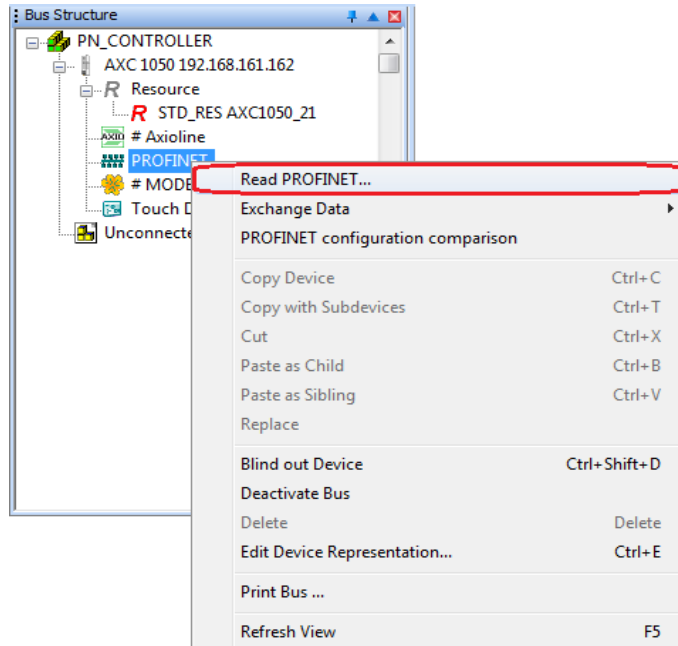 Bus Structure
PN_CONTROLLER
AXC 1050 192.168.161.162
R Resource
R STD_RES AXC1050_21
AXIO # Axioline
PROFINET
# MODE
Touch D
Unconnecte
Read PROFINET...
Exchange Data
PROFINET configuration comparison
Copy Device Ctrl+C
Copy with Subdevices Ctrl+T
Cut Ctrl+X
Paste as Child Ctrl+B
Paste as Sibling Ctrl+V
Replace
Blind out Device Ctrl+Shift+D
Deactivate Bus
Delete Delete
Edit Device Representation... Ctrl+E
Print Bus ...
Refresh View F5